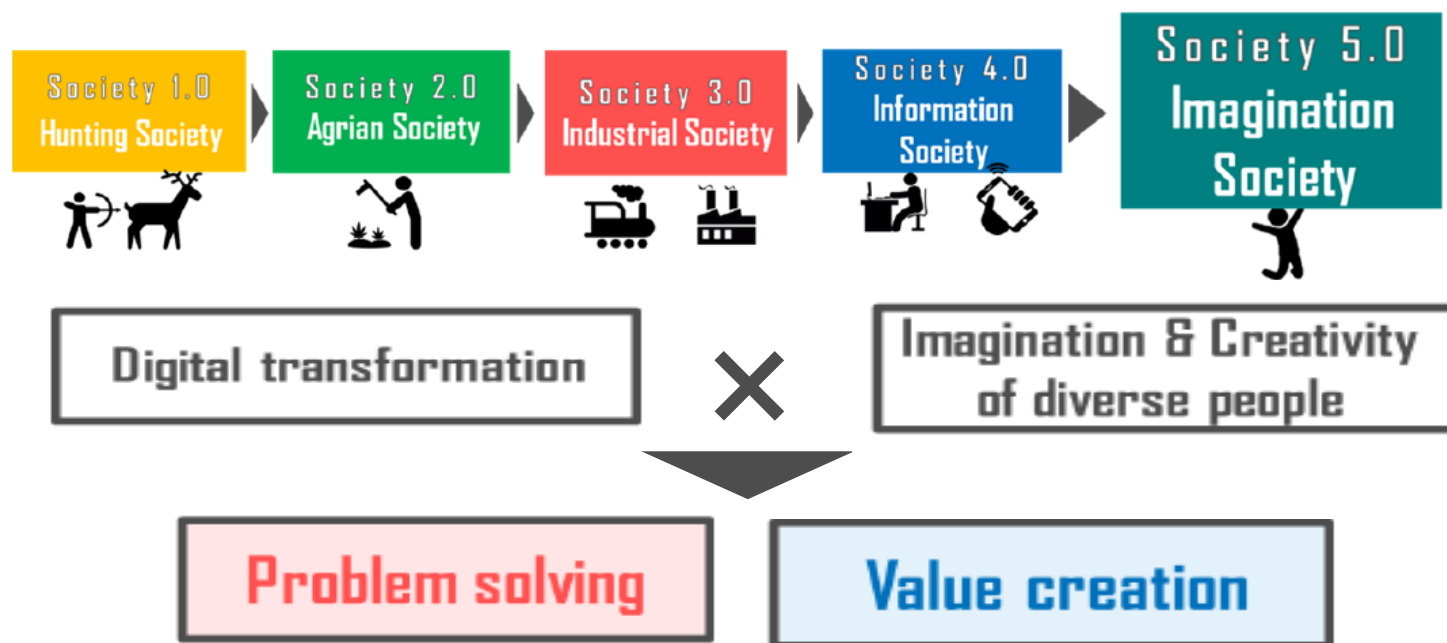 Society 1.0
Hunting Society
Society 2.0
Agrian Society
Society 3.0
Industrial Society
Society 4.0
Information
Society
Society 5.0
Imagination
Society
Digital transformation
Imagination & Creativity
of diverse people
Problem solving
Value creation